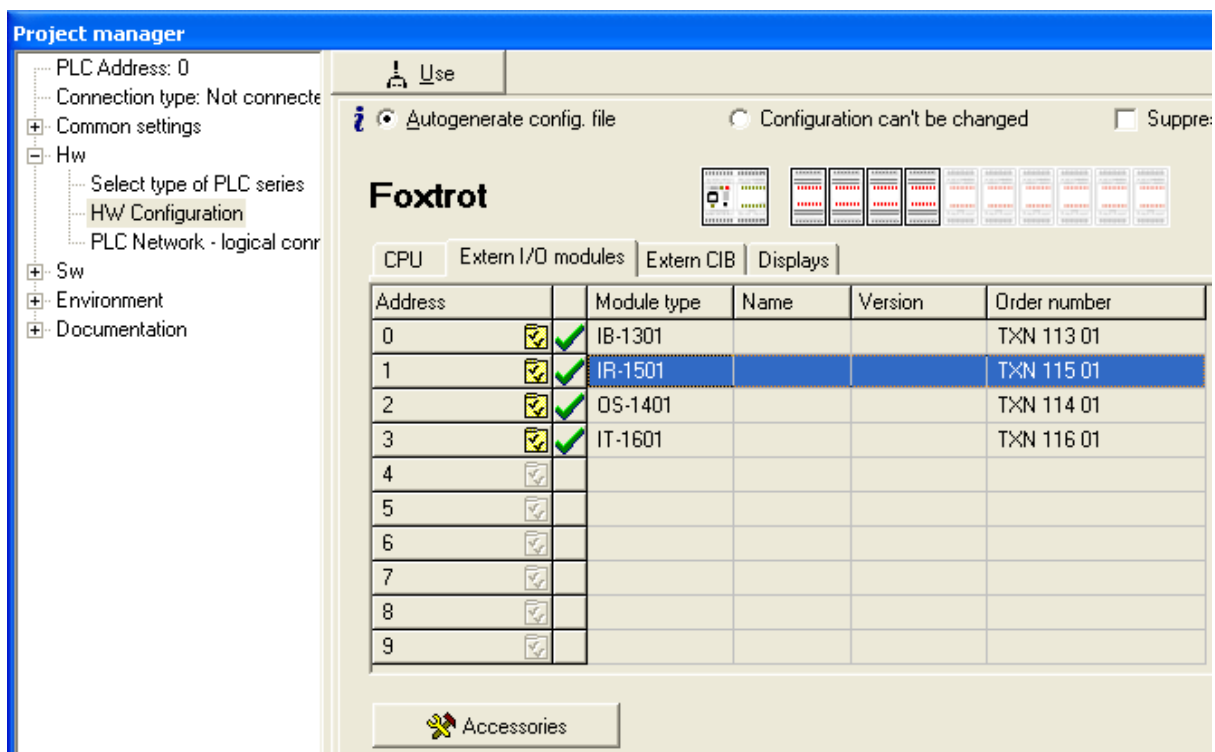 Project manager
PLC Address: 0
Connection type: Not connecte
Common settings
Hw
Select type of PLC series
HW Configuration
PLC Network - logical conr
Sw
Environment
Documentation
Use
Autogenerate config. file Configuration can't be changed Suppre
Foxtrot
CPU Extern I/O modules Extern CIB Displays
Address Module type Name Version Order number
0 IB-1301 TXN 113 01
1 IR-1501 TXN 115 01
2 OS-1401 TXN 114 01
3 IT-1601 TXN 116 01
4
5
6
7
8
9
Accessories